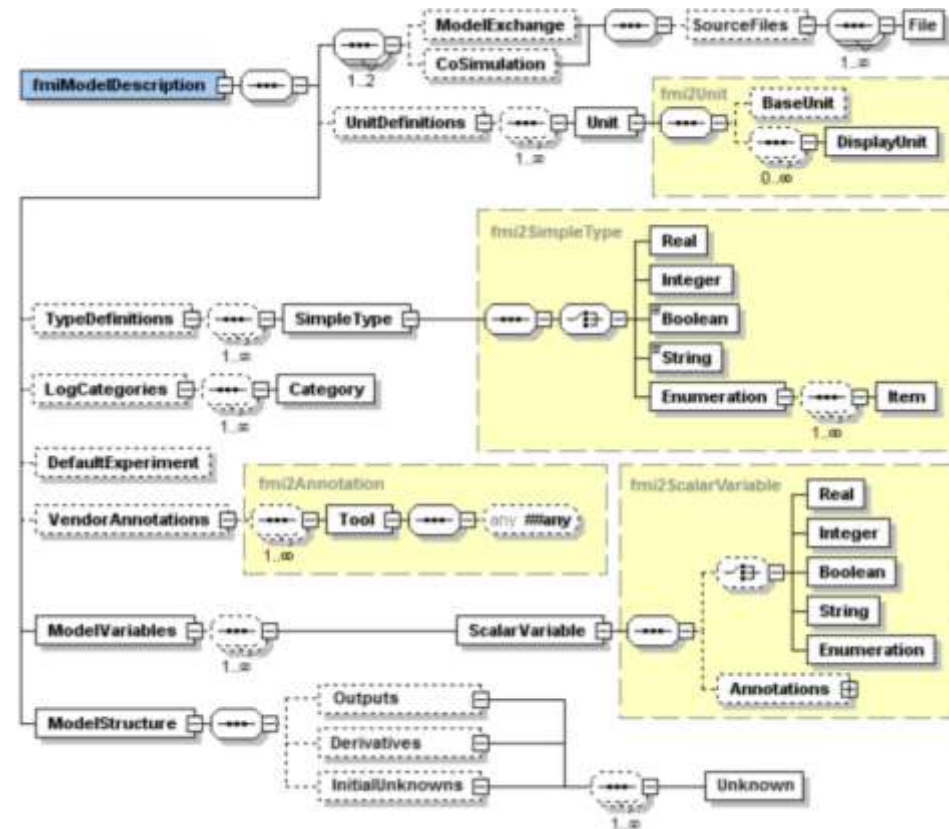 ModelExchange
SourceFiles
File
1..∞
fmiModelDescription
CoSimulation
1..2
fmi2Unit
BaseUnit
UnitDefinitions
Unit
1..∞
DisplayUnit
0..∞
fmi2SimpleType
Real
Integer
TypeDefinitions
SimpleType
1..∞
Boolean
String
LogCategories
Category
1..∞
Enumeration
Item
1..∞
DefaultExperiment
fmi2Annotation
fmi2ScalarVariable
VendorAnnotations
Tool
any ##any
1..∞
Real
Integer
Boolean
String
Enumeration
ModelVariables
ScalarVariable
1..∞
Annotations
ModelStructure
Outputs
Derivatives
InitialUnknowns
Unknown
1..∞